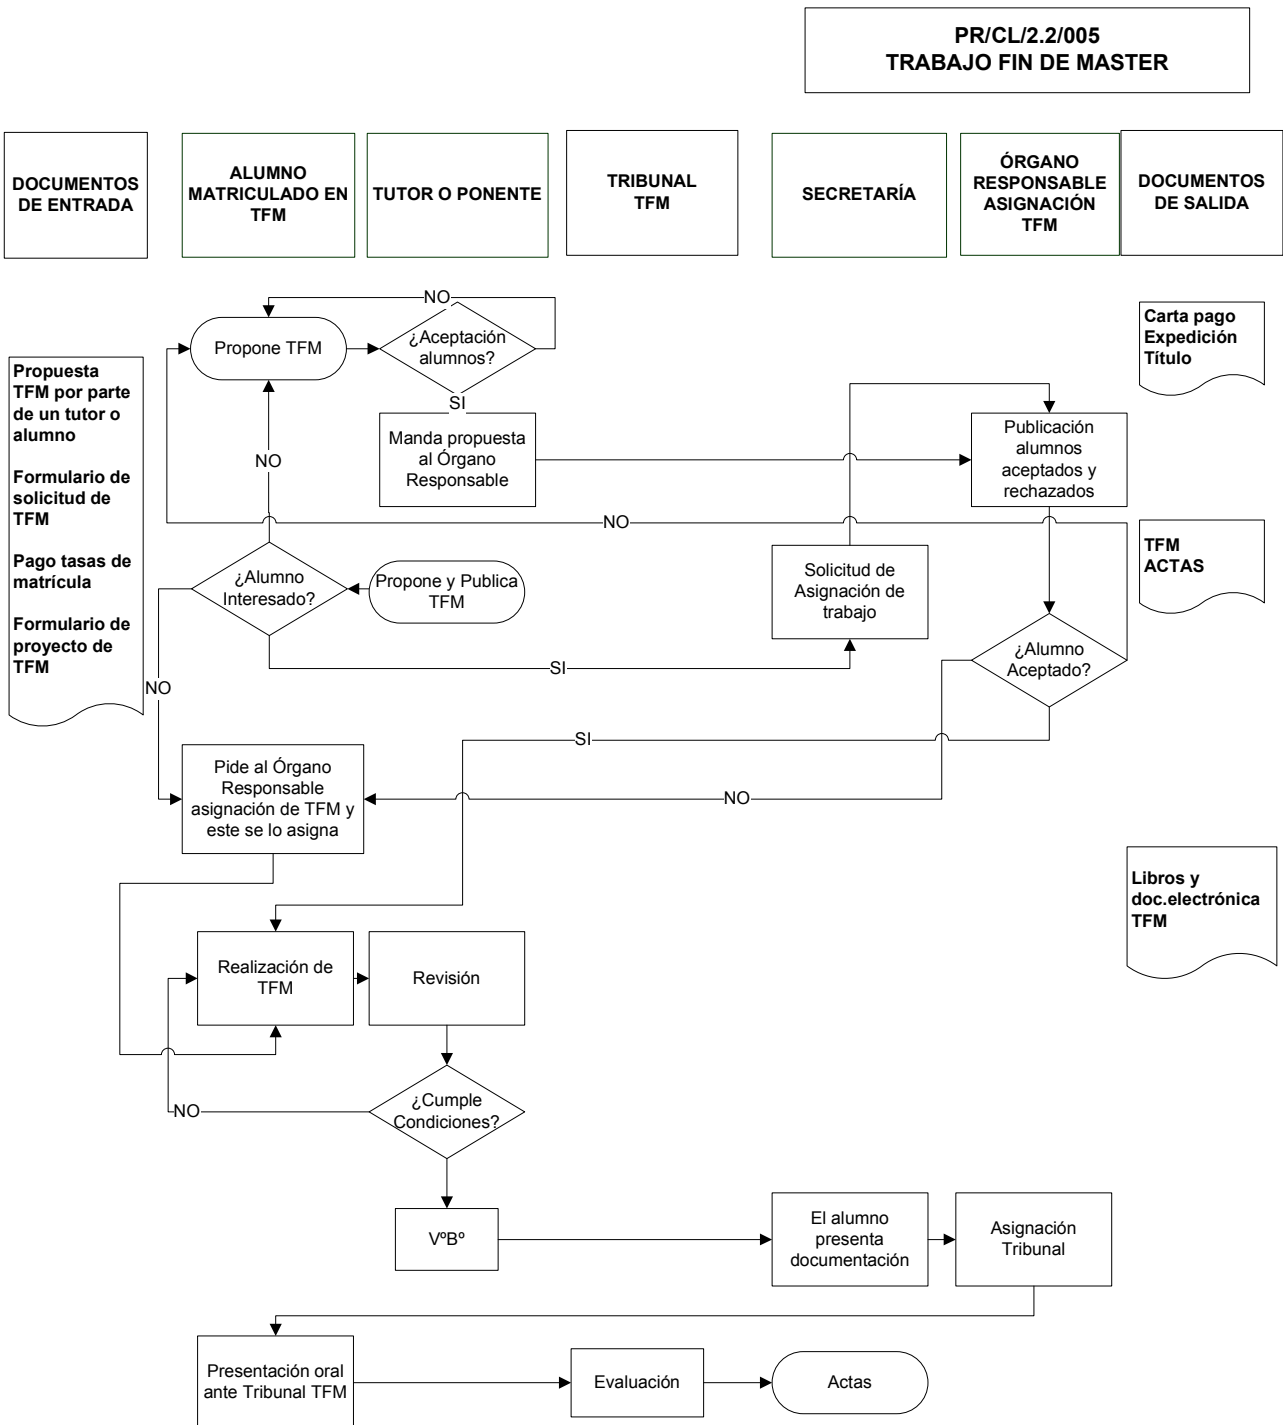 PR/CL/2.2/005
TRABAJO FIN DE MASTER
DOCUMENTOS
DE ENTRADA
ALUMNO
MATRICULADO EN
TFM
TUTOR O PONENTE
TRIBUNAL
TFM
SECRETARÍA
ÓRGANO
RESPONSABLE
ASIGNACIÓN
TFM
DOCUMENTOS
DE SALIDA
NO
Propone TFM
¿Aceptación
alumnos?
SI
Carta pago
Expedición
Título
Propuesta
TFM por parte
de un tutor o
alumno
Formulario de
solicitud de
TFM
Pago tasas de
matrícula
Formulario de
proyecto de
TFM
Manda propuesta
al Órgano
Responsable
Publicación
alumnos
aceptados y
rechazados
NO
NO
TFM
ACTAS
¿Alumno
Interesado?
Propone y Publica
TFM
Solicitud de
Asignación de
trabajo
¿Alumno
Aceptado?
SI
NO
SI
Pide al Órgano
Responsable
asignación de TFM y
este se lo asigna
NO
Libros y
doc.electrónica
TFM
Realización de
TFM
Revisión
¿Cumple
Condiciones?
NO
VºBº
El alumno
presenta
documentación
Asignación
Tribunal
Presentación oral
ante Tribunal TFM
Evaluación
Actas